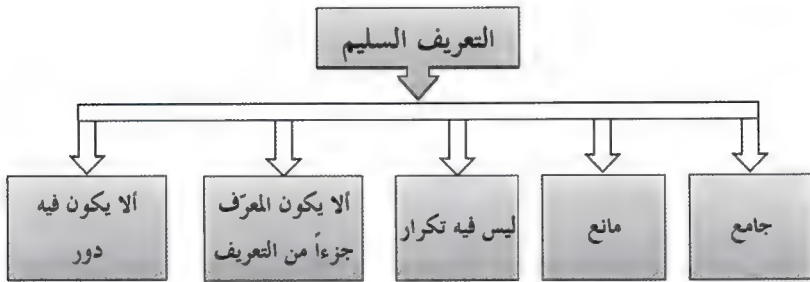 التعريف السليم
جامع
مانع
ليس فيه تكرار
ألا يكون المعرّف
جزءاً من التعريف
ألا يكون فيه
دور